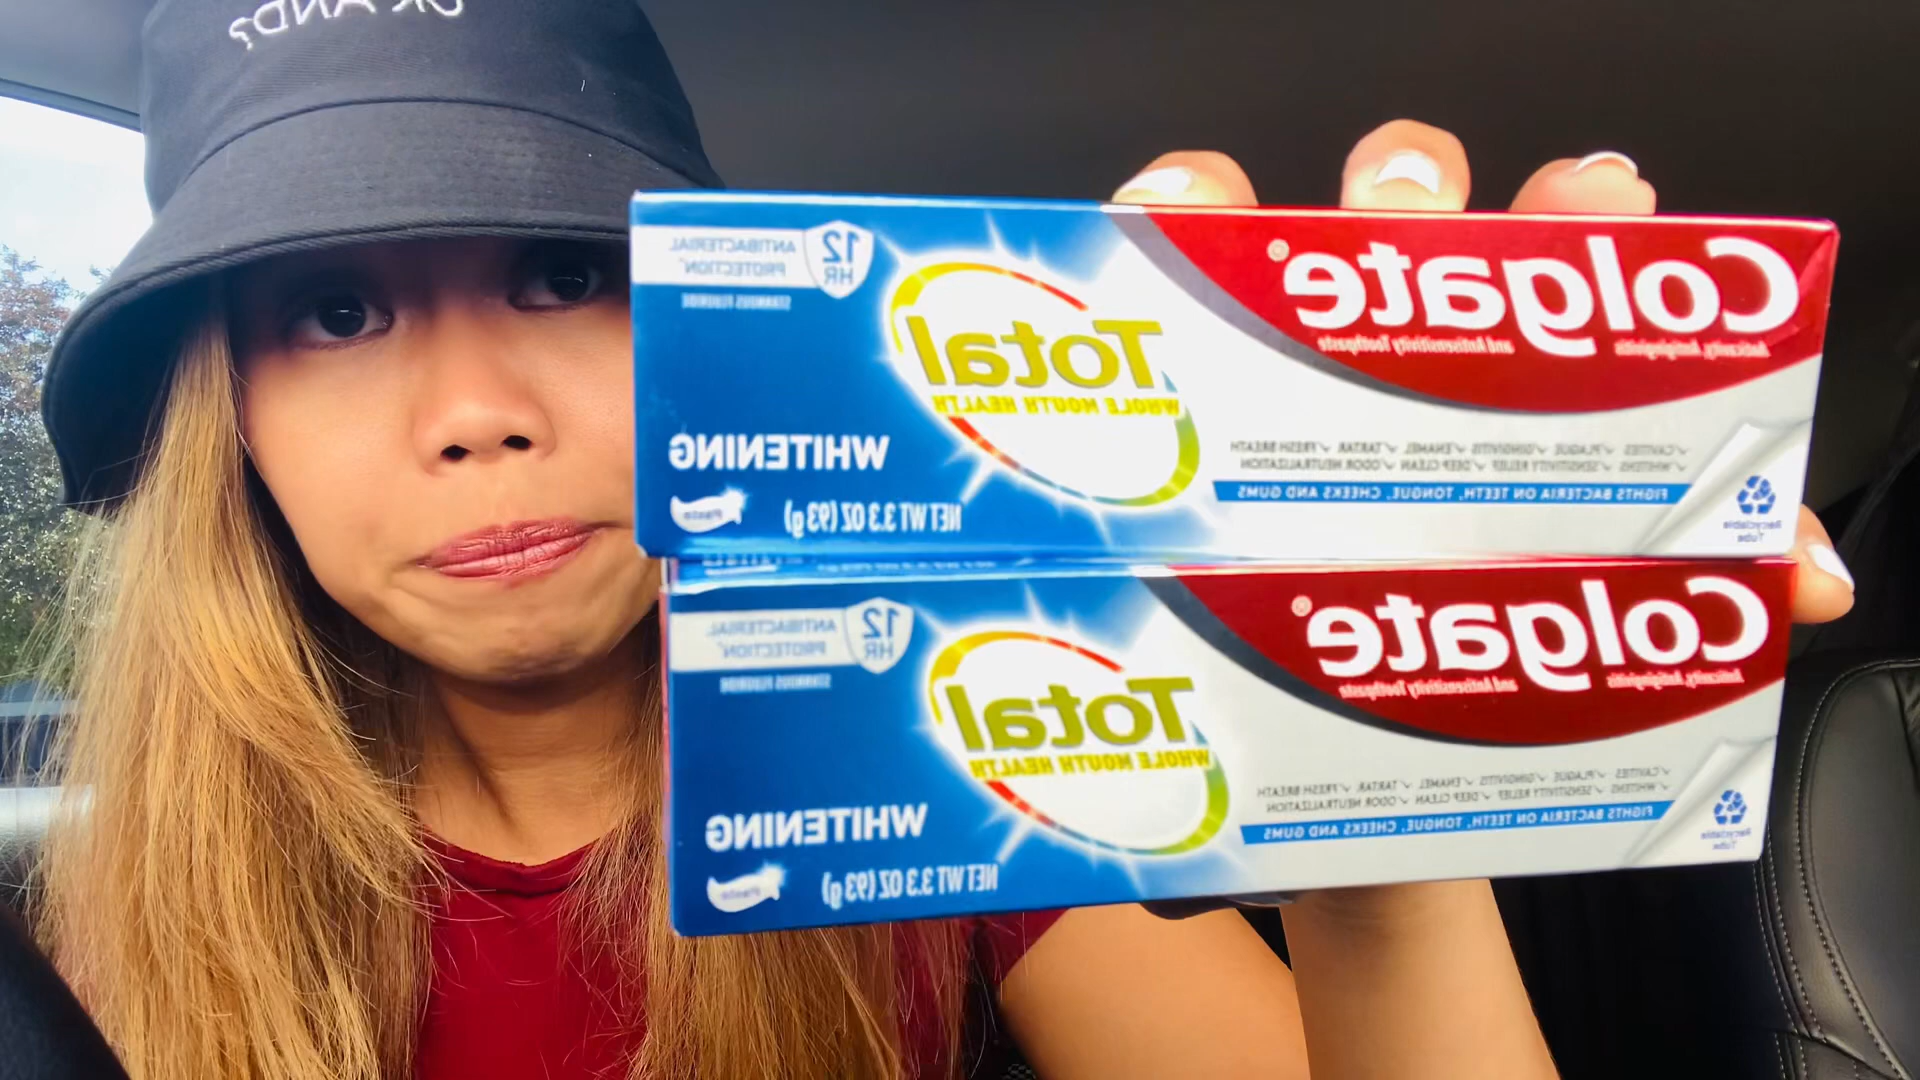 OK AND?
Colgate®
Anticavity, Antigingivitis and Antisensitivity Toothpaste
Total
WHOLE MOUTH HEALTH
12 HR
ANTIBACTERIAL
PROTECTION*
STANNOUS FLUORIDE
WHITENING
Paste
NET WT 3.3 OZ (93 g)
✓CAVITIES ✓PLAQUE ✓GINGIVITIS ✓ENAMEL ✓TARTAR ✓FRESH BREATH
✓WHITENS ✓SENSITIVITY RELIEF ✓DEEP CLEAN ✓ODOR NEUTRALIZATION
FIGHTS BACTERIA ON TEETH, TONGUE, CHEEKS AND GUMS
Recyclable
Tube
Colgate®
Anticavity, Antigingivitis and Antisensitivity Toothpaste
Total
WHOLE MOUTH HEALTH
12 HR
ANTIBACTERIAL
PROTECTION*
STANNOUS FLUORIDE
WHITENING
Paste
NET WT 3.3 OZ (93 g)
✓CAVITIES ✓PLAQUE ✓GINGIVITIS ✓ENAMEL ✓TARTAR ✓FRESH BREATH
✓WHITENS ✓SENSITIVITY RELIEF ✓DEEP CLEAN ✓ODOR NEUTRALIZATION
FIGHTS BACTERIA ON TEETH, TONGUE, CHEEKS AND GUMS
Recyclable
Tube